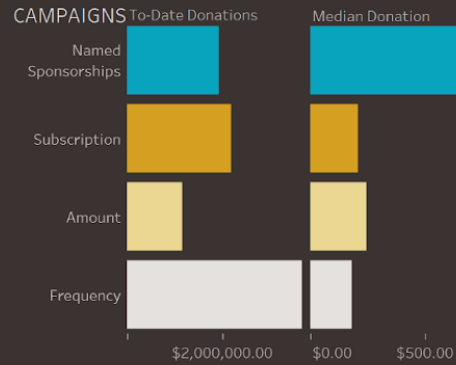 CAMPAIGNS To-Date Donations Median Donation
Named
Sponsorships
Subscription
Amount
Frequency
$2,000,000.00 $0.00 $500.00